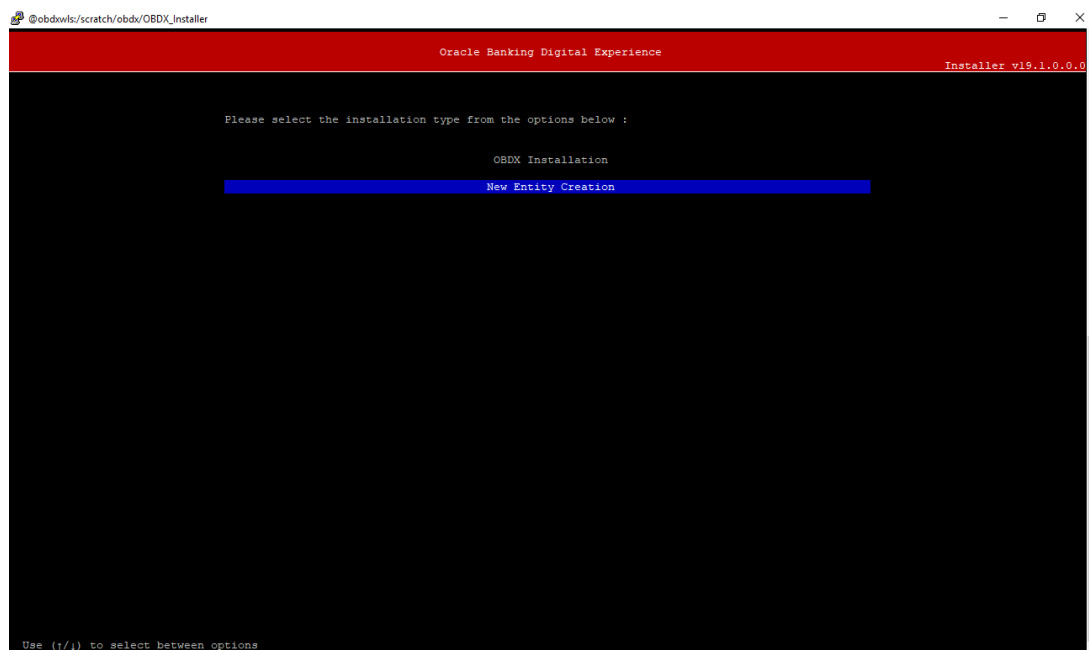 @obdxwls:/scratch/obdx/OBDX_Installer
Oracle Banking Digital Experience
Installer v19.1.0.0.0
Please select the installation type from the options below :
OBDX Installation
New Entity Creation
Use (↑/↓) to select between options